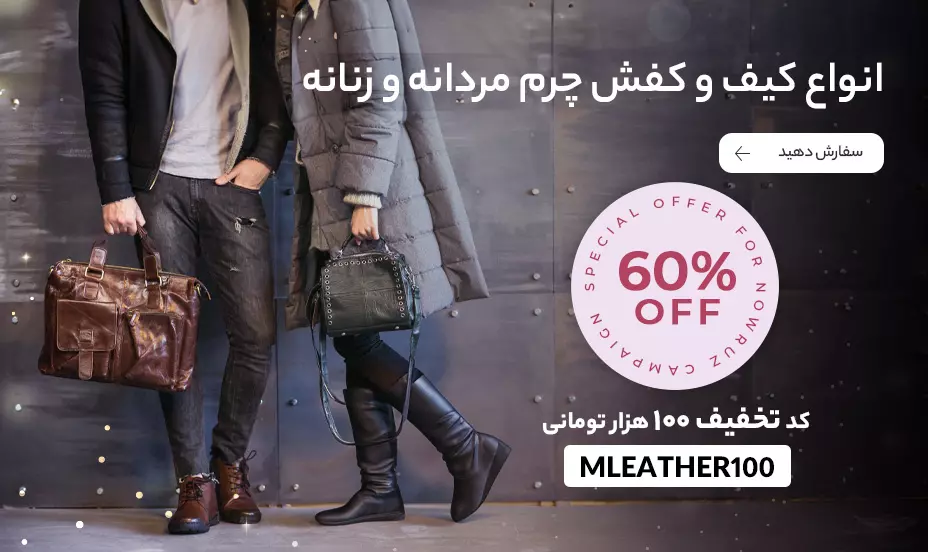 انواع کیف و کفش چرم مردانه و زنانه
سفارش دهید
SPECIAL OFFER FOR NOWRUZ CAMPAIGN
60%
OFF
کد تخفیف ۱۰۰ هزار تومانی
MLEATHER100